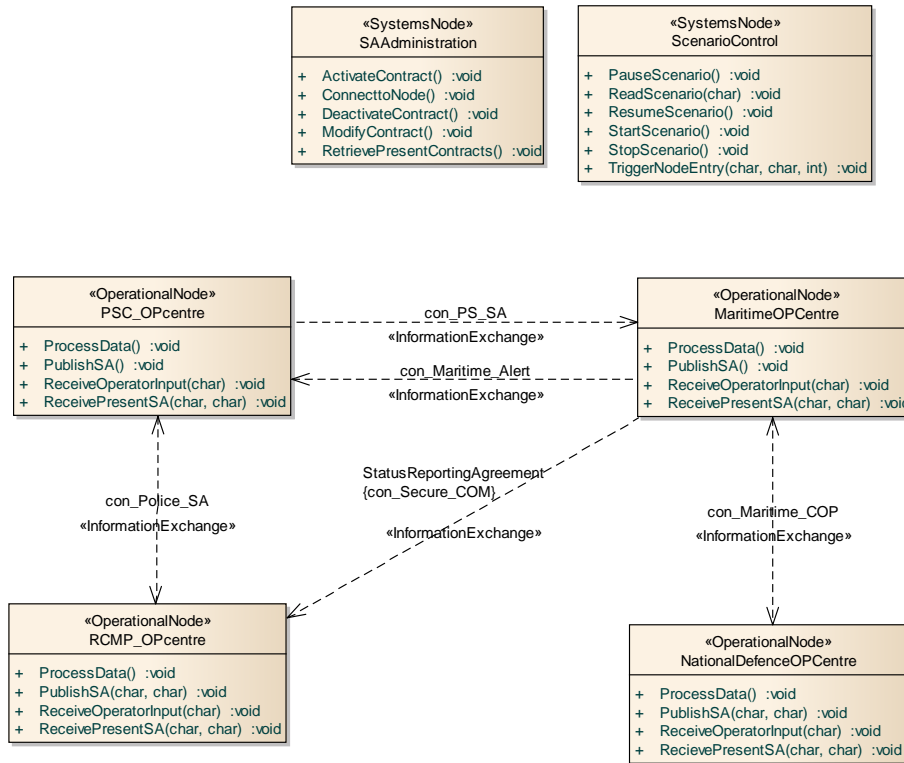 «SystemsNode»
SAAdministration
+ ActivateContract() :void
+ ConnecttoNode() :void
+ DeactivateContract() :void
+ ModifyContract() :void
+ RetrievePresentContracts() :void
«SystemsNode»
ScenarioControl
+ PauseScenario() :void
+ ReadScenario(char) :void
+ ResumeScenario() :void
+ StartScenario() :void
+ StopScenario() :void
+ TriggerNodeEntry(char, char, int) :void
«OperationalNode»
PSC_OPcentre
+ ProcessData() :void
+ PublishSA() :void
+ ReceiveOperatorInput(char) :void
+ ReceivePresentSA(char, char) :void
con_PS_SA
«InformationExchange»
con_Maritime_Alert
«InformationExchange»
«OperationalNode»
MaritimeOPCentre
+ ProcessData() :void
+ PublishSA() :void
+ ReceiveOperatorInput(char) :void
+ ReceivePresentSA(char, char) :void
con_Police_SA
«InformationExchange»
StatusReportingAgreement
{con_Secure_COM}
«InformationExchange»
con_Maritime_COP
«InformationExchange»
«OperationalNode»
RCMP_OPcentre
+ ProcessData() :void
+ PublishSA(char, char) :void
+ ReceiveOperatorInput(char) :void
+ ReceivePresentSA(char, char) :void
«OperationalNode»
NationalDefenceOPCentre
+ ProcessData() :void
+ PublishSA(char, char) :void
+ ReceiveOperatorInput(char) :void
+ RecievePresentSA(char, char) :void